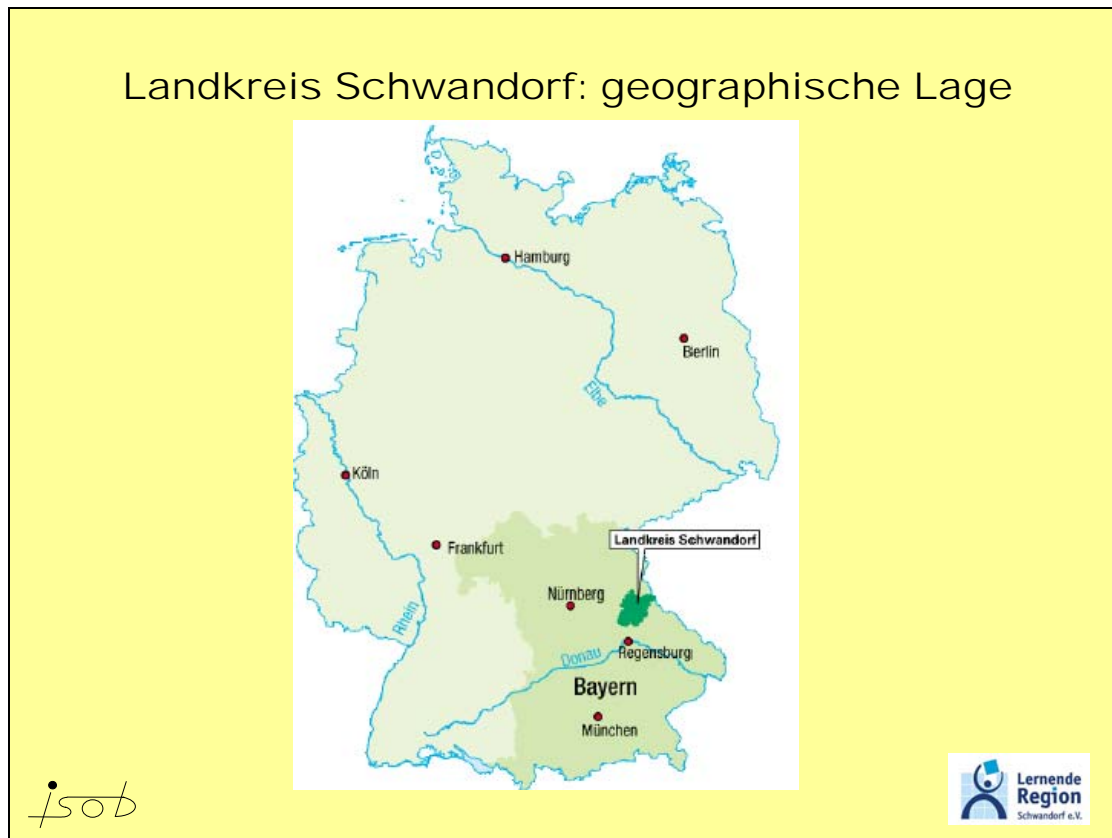 Landkreis Schwandorf: geographische Lage
Hamburg
Berlin
Elbe
Köln
Landkreis Schwandorf
Frankfurt
Nürnberg
Rhein
Donau
Regensburg
Bayern
München
isob
Lernende
Region
Schwandorf e.V.